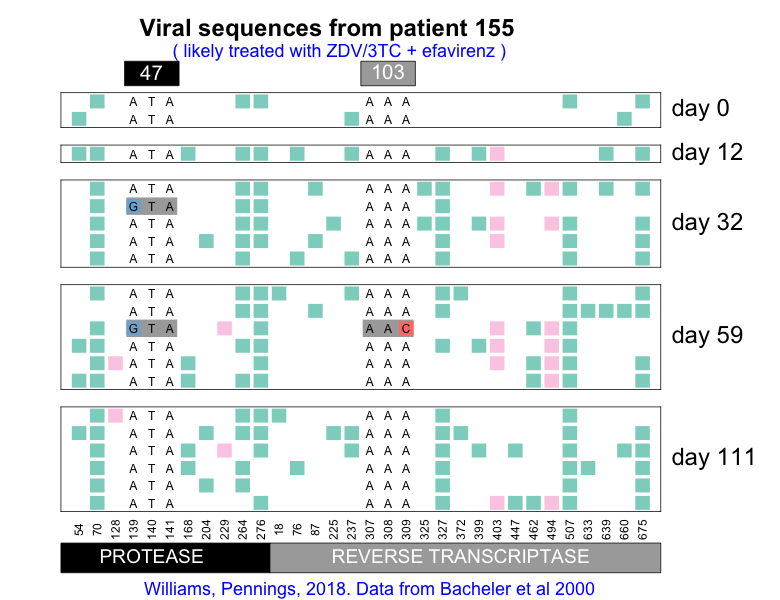 Viral sequences from patient 155
( likely treated with ZDV/3TC + efavirenz )
47 103
A T A A A A
A T A A A A
day 0
A T A A A A
day 12
A T A A A A
G T A A A A
A T A A A A
A T A A A A
A T A A A A
day 32
A T A A A A
A T A A A A
G T A A A C
A T A A A A
A T A A A A
A T A A A A
day 59
A T A A A A
A T A A A A
A T A A A A
A T A A A A
A T A A A A
A T A A A A
day 111
54 70 128 139 140 141 168 204 229 264 276 18 76 87 225 237 307 308 309 325 327 372 399 403 447 462 494 507 633 639 660 675
PROTEASE REVERSE TRANSCRIPTASE
Williams, Pennings, 2018. Data from Bacheler et al 2000